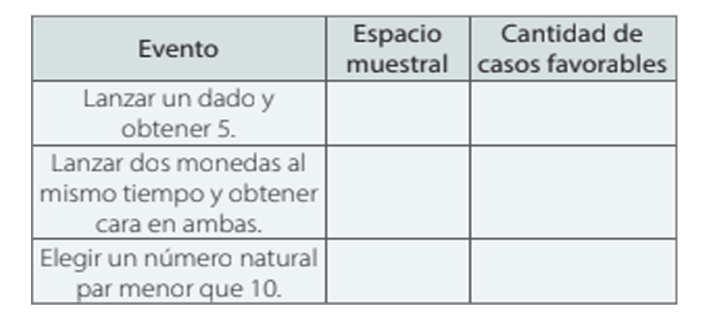 Evento
Espacio
muestral
Cantidad de
casos favorables
Lanzar un dado y
obtener 5.
Lanzar dos monedas al
mismo tiempo y obtener
cara en ambas.
Elegir un número natural
par menor que 10.